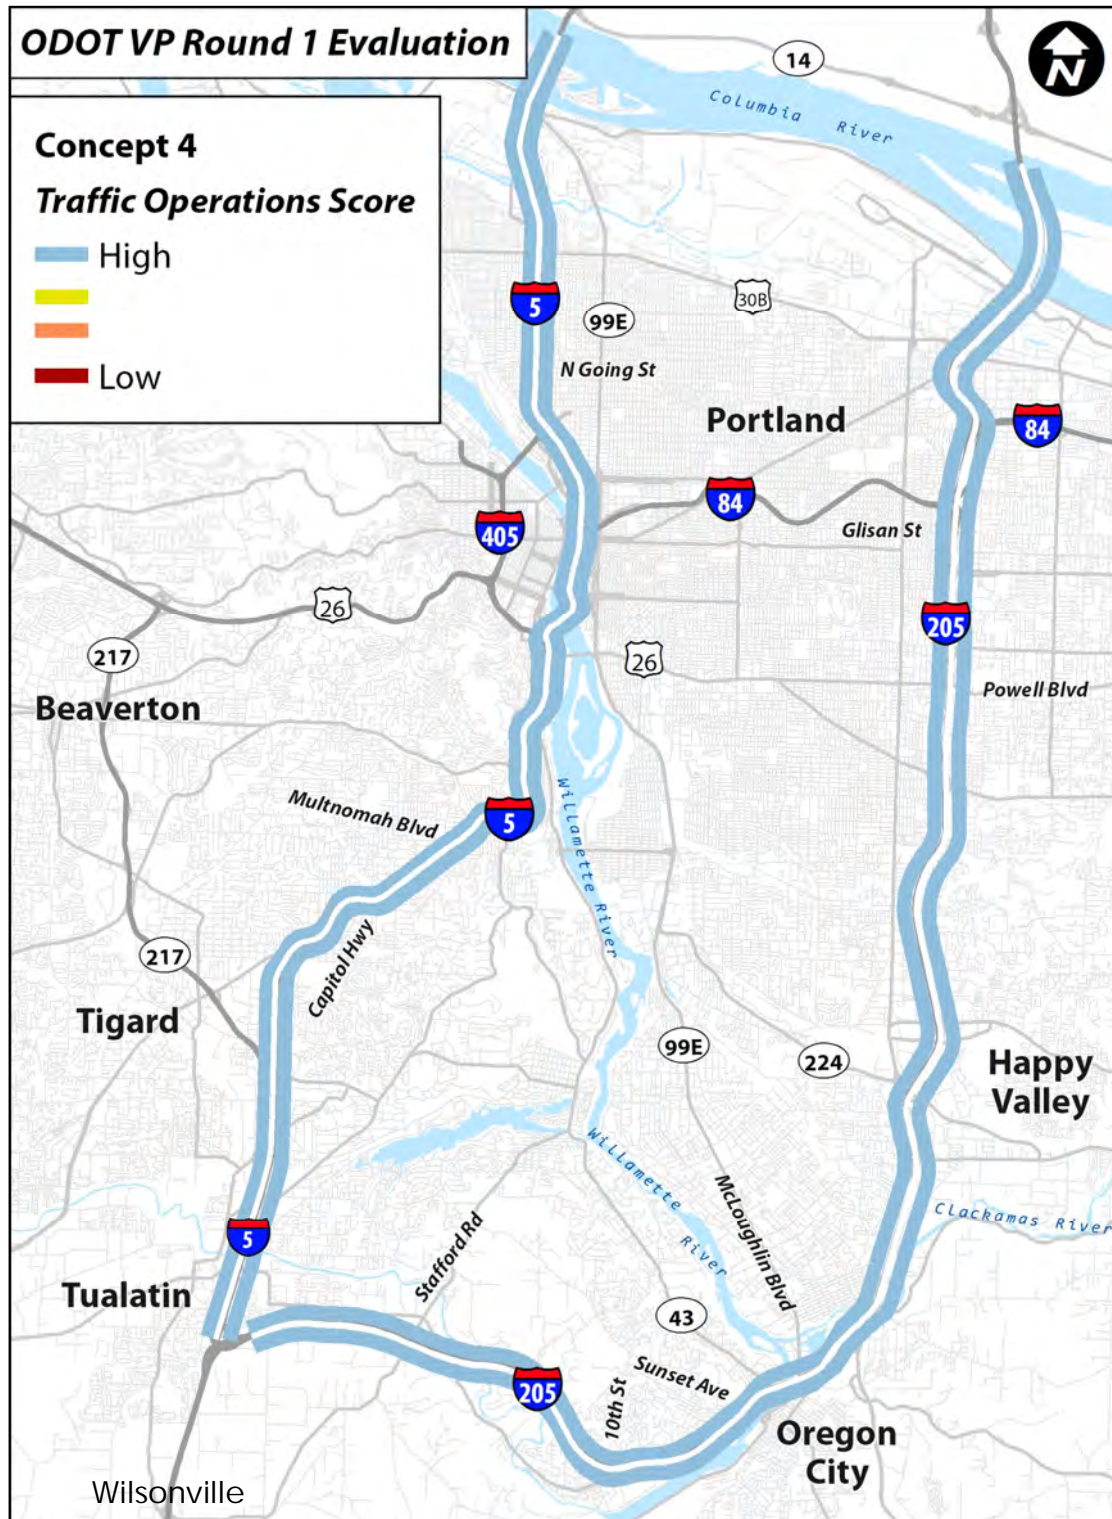 ODOT VP Round 1 Evaluation
N
14
Columbia River
Concept 4
Traffic Operations Score
High
Low
5
99E
30B
N Going St
Portland
84
84
405
Glisan St
26
205
217
26
Powell Blvd
Beaverton
Multnomah Blvd
5
Willamette River
Capitol Hwy
217
Tigard
99E
224
Happy
Valley
Willamette
River
McLoughlin Blvd
Clackamas River
Stafford Rd
5
Tualatin
43
Sunset Ave
205
10th St
Oregon
City
Wilsonville